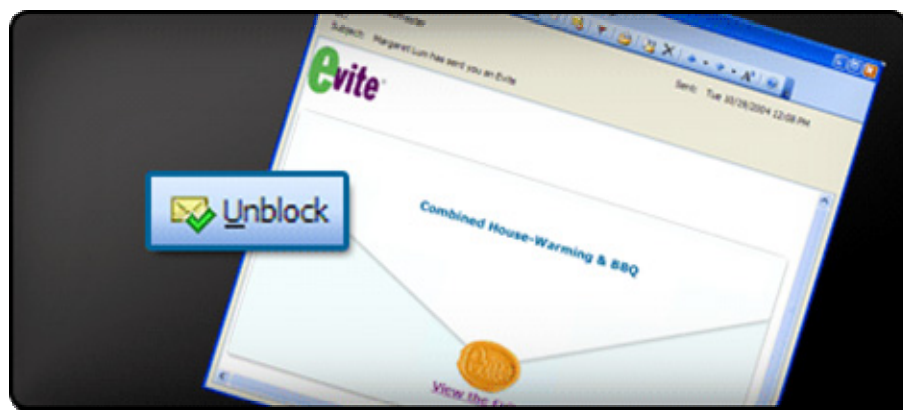 Subject: Margaret Lum has sent you an Evite
Sent: Tue 10/19/2004 12:08 PM
evite
Unblock
Combined House-Warming & BBQ
View the